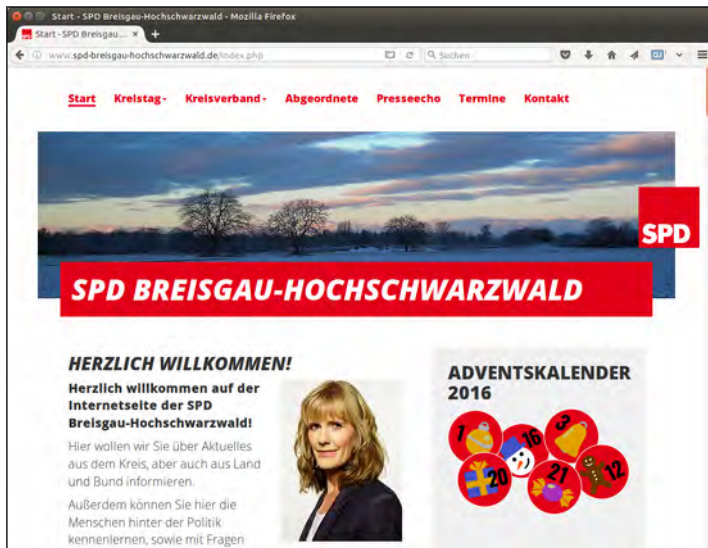 Start - SPD Breisgau-Hochschwarzwald - Mozilla Firefox
Start - SPD Breisgau...
www.spd-breisgau-hochschwarzwald.de/index.php
Suchen
Start Kreistag Kreisverband Abgeordnete Presseecho Termine Kontakt
SPD
SPD BREISGAU-HOCHSCHWARZWALD
HERZLICH WILLKOMMEN!
Herzlich willkommen auf der
Internetseite der SPD
Breisgau-Hochschwarzwald!
Hier wollen wir Sie über Aktuelles
aus dem Kreis, aber auch aus Land
und Bund informieren.
Außerdem können Sie hier die
Menschen hinter der Politik
kennenlernen, sowie mit Fragen
ADVENTSKALENDER
2016
1 16 3
20 21 12